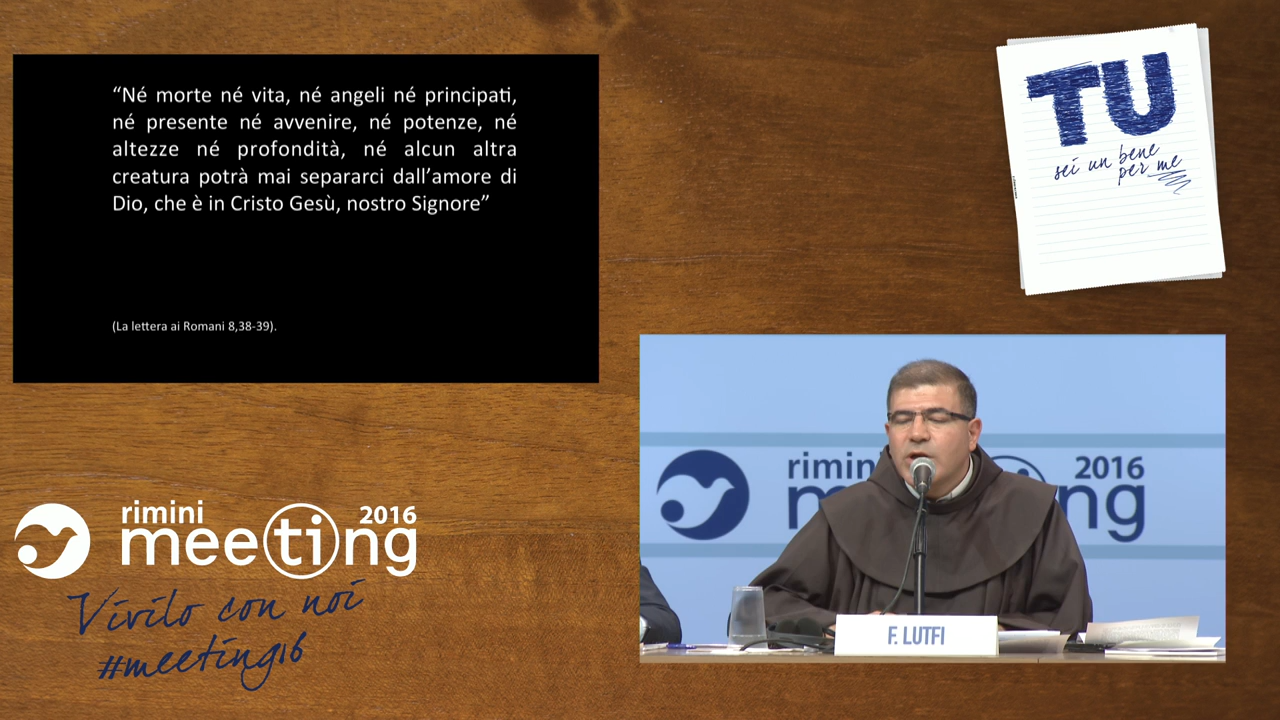 “Né morte né vita, né angeli né principati,
né presente né avvenire, né potenze, né
altezze né profondità, né alcun altra
creatura potrà mai separarci dall’amore di
Dio, che è in Cristo Gesù, nostro Signore”
(La lettera ai Romani 8,38-39).
TU
sei un bene
per me
rimini 2016
meeting
Vivilo con noi
#meeting16
rimini 2016
meeting
F. LUTFI